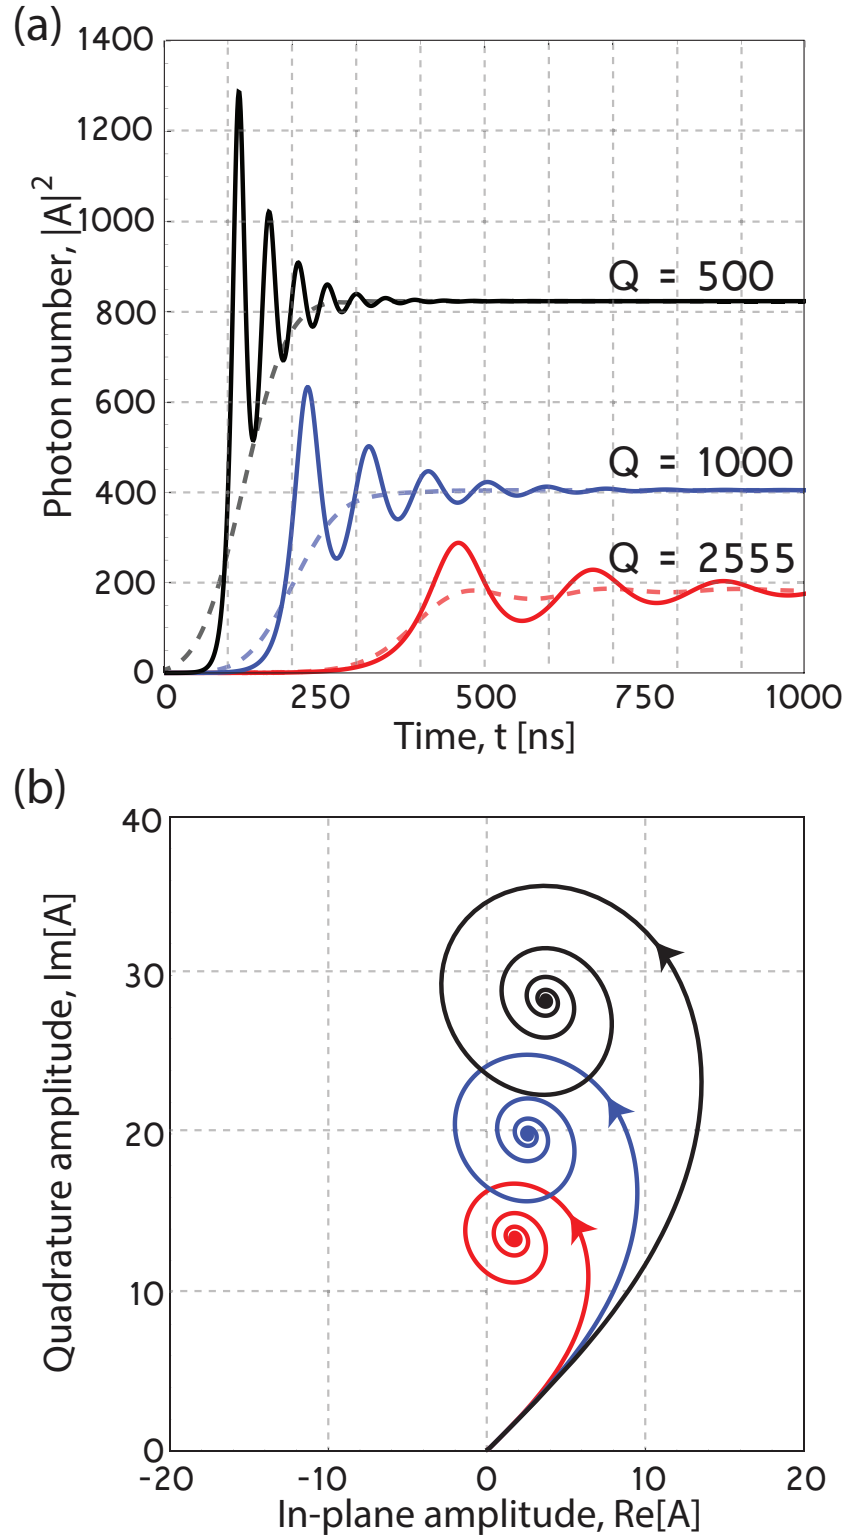 (a)
1400
1200
1000
800
600
400
200
0
Photon number, |A|²
Q = 500
Q = 1000
Q = 2555
0 250 500 750 1000
Time, t [ns]
(b)
40
30
20
10
0
Quadrature amplitude, Im[A]
-20 -10 0 10 20
In-plane amplitude, Re[A]